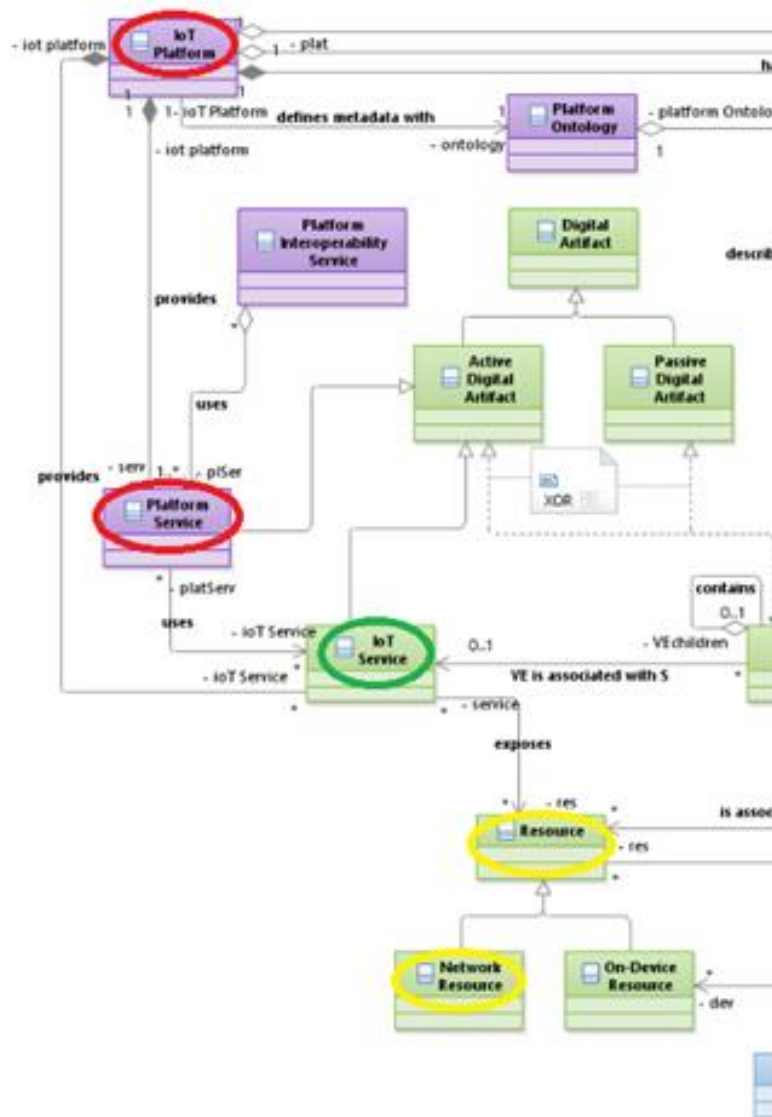 IoT
Platform
- iot platform
1
1
- plat
1
1
1
1- ioT Platform
defines metadata with
1
- ontology
Platform
Ontology
- platform Ontolo
1
- iot platform
Platform
Interoperability
Service
Digital
Artifact
describ
provides
*
Active
Digital
Artifact
Passive
Digital
Artifact
uses
provides
- serv
1..*
- plSer
XOR
Platform
Service
*
- platServ
uses
contains
0..1
- ioT Service
*
IoT
Service
0..1
- VEchildren
- ioT Service
VE is associated with S
*
*
*
- service
exposes
*
- res
*
is assoc
Resource
- res
*
Network
Resource
On-Device
Resource
*
- dev